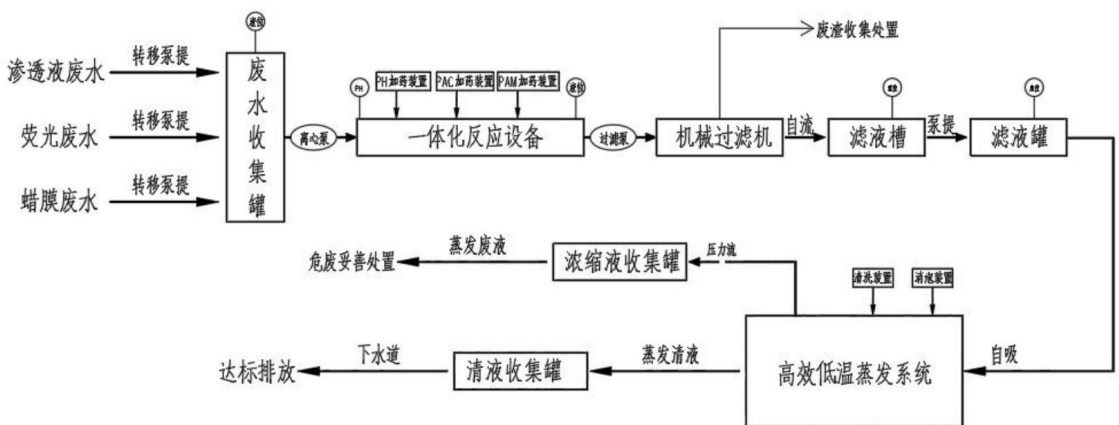 液位
废渣收集处置
渗透液废水
转移泵提
荧光废水
转移泵提
蜡膜废水
转移泵提
废水收集罐
离心泵
PH
PH加药装置
PAC加药装置
PAM加药装置
液位
一体化反应设备
过滤泵
机械过滤机
自流
滤液槽
泵提
液位
滤液罐
危废妥善处置
蒸发废液
浓缩液收集罐
压力流
清洗装置
消泡装置
达标排放
下水道
清液收集罐
蒸发清液
高效低温蒸发系统
自吸